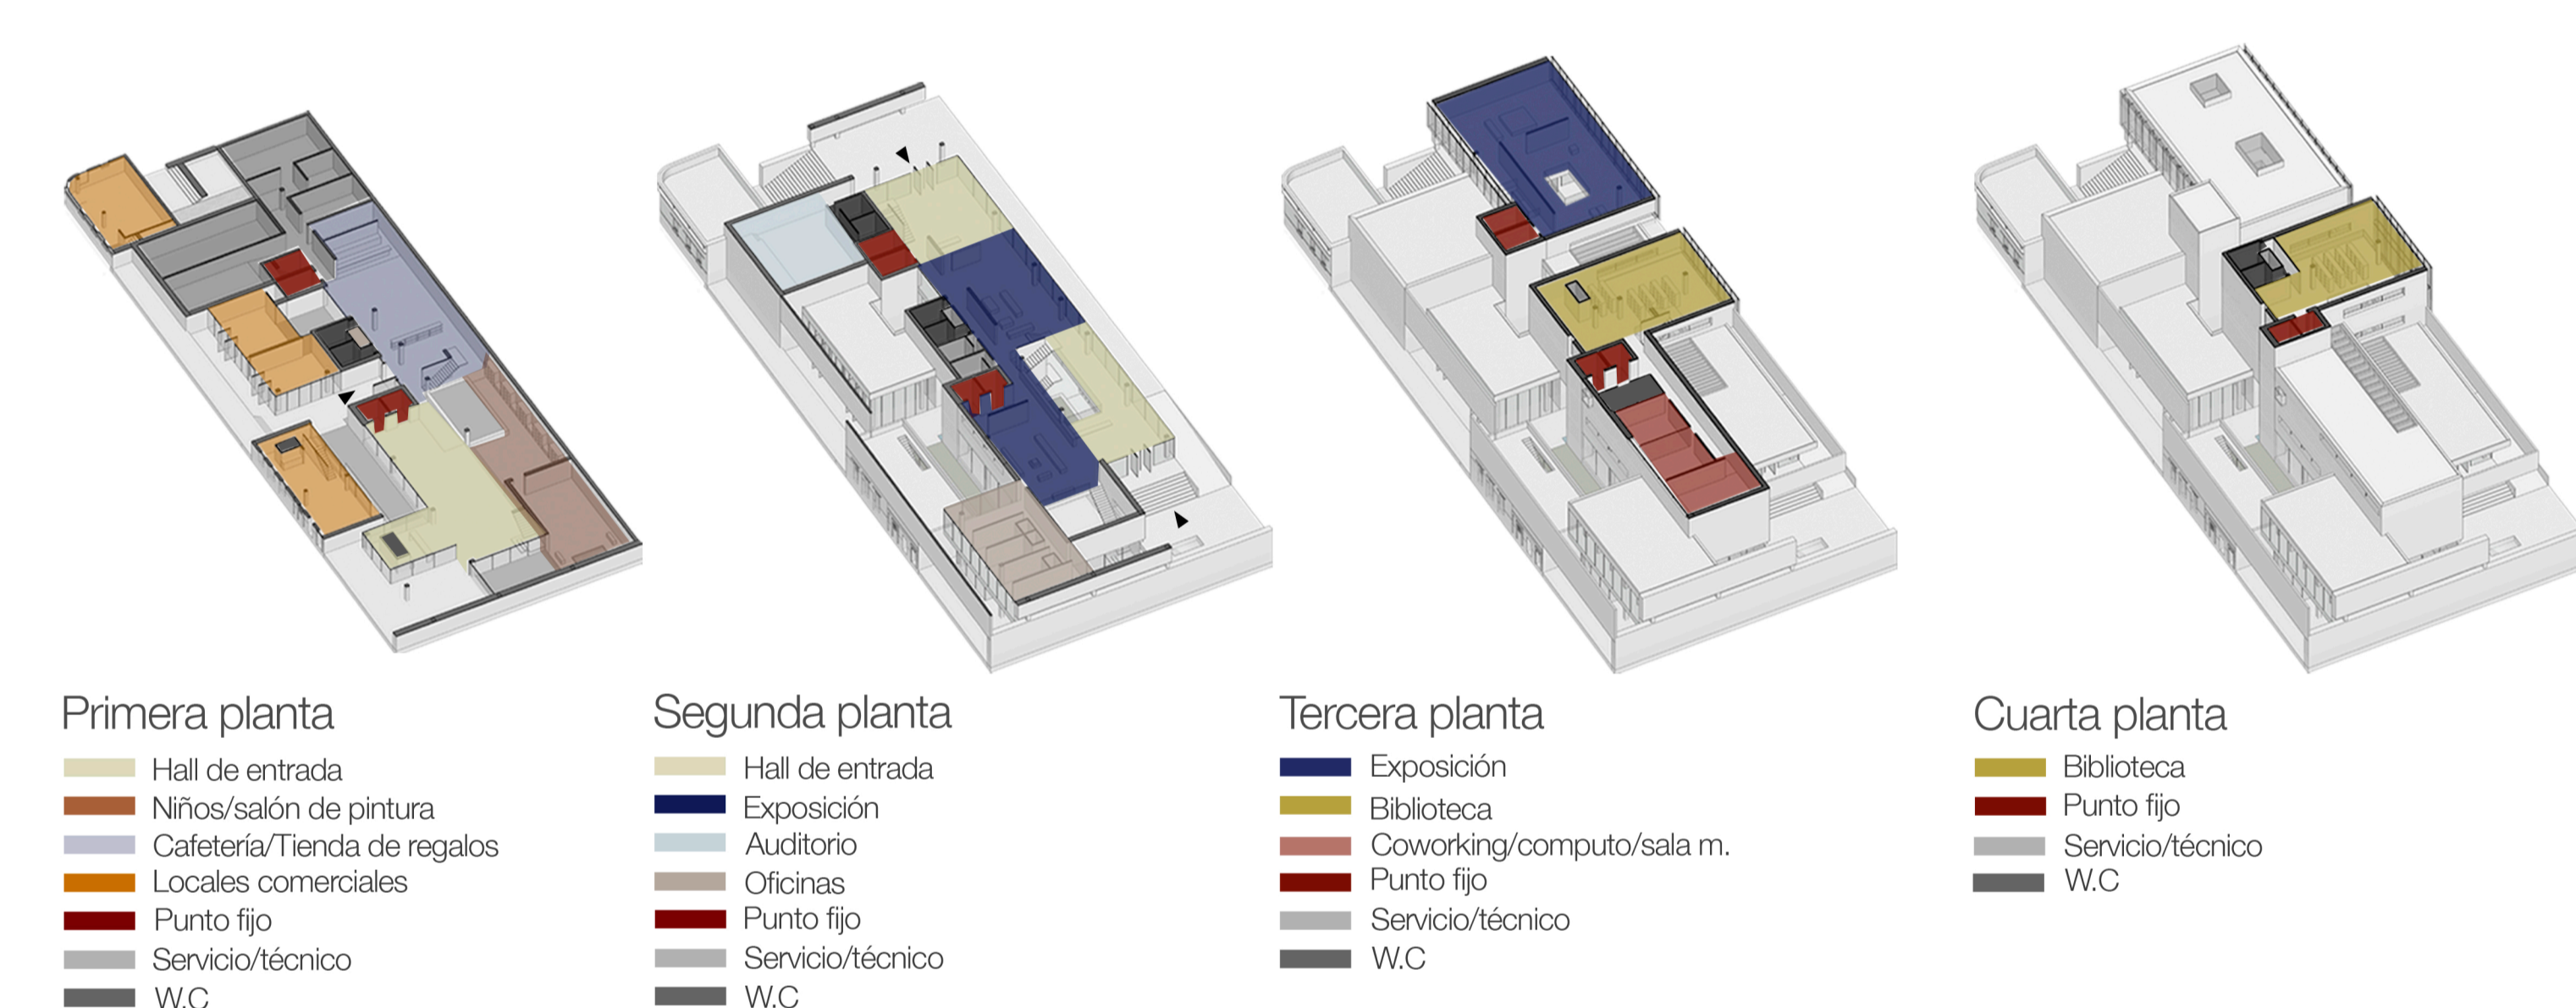 Primera planta
Hall de entrada
Niños/salón de pintura
Cafetería/Tienda de regalos
Locales comerciales
Punto fijo
Servicio/técnico
W.C
Segunda planta
Hall de entrada
Exposición
Auditorio
Oficinas
Punto fijo
Servicio/técnico
W.C
Tercera planta
Exposición
Biblioteca
Coworking/computo/sala m.
Punto fijo
Servicio/técnico
W.C
Cuarta planta
Biblioteca
Punto fijo
Servicio/técnico
W.C